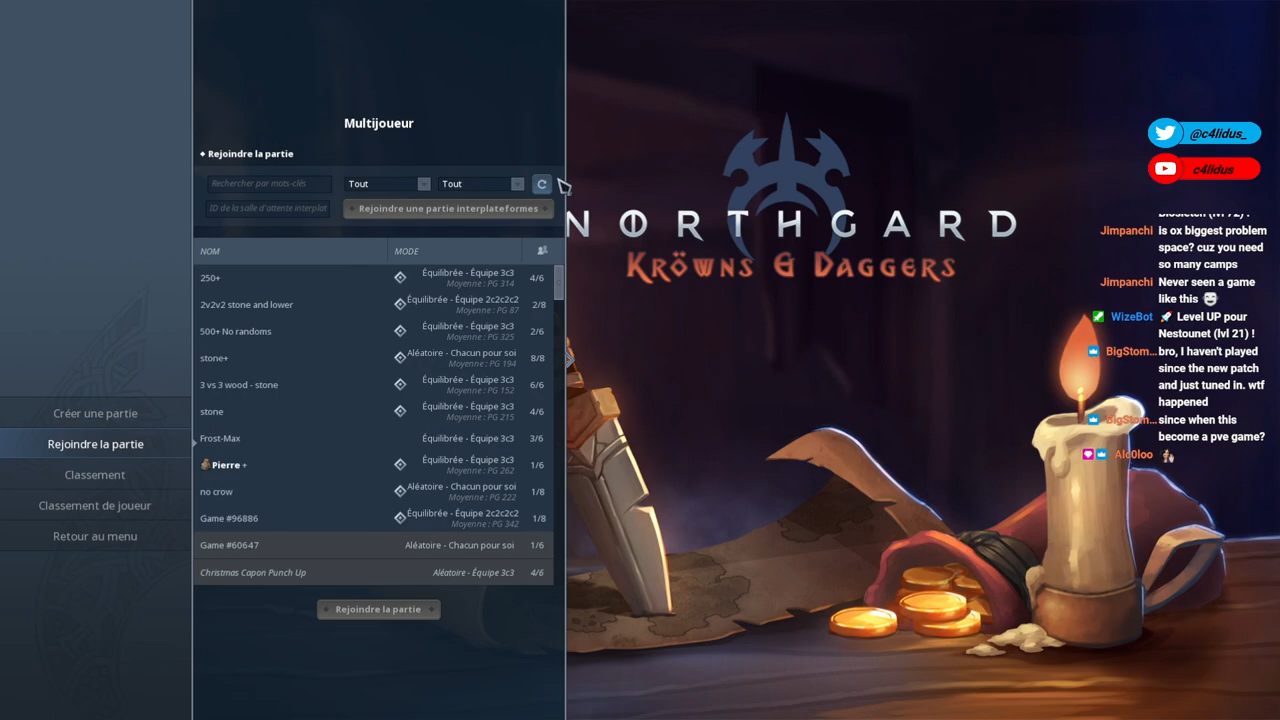 Multijoueur
Rejoindre la partie
Rechercher par mots-clés
Tout
Tout
ID de la salle d'attente interplat
Rejoindre une partie interplateformes
NOM
MODE
250+
Équilibrée - Équipe 3c3
Moyenne : PG 314
4/6
2v2v2 stone and lower
Équilibrée - Équipe 2c2c2c2
Moyenne : PG 87
2/8
500+ No randoms
Équilibrée - Équipe 3c3
Moyenne : PG 325
2/6
stone+
Aléatoire - Chacun pour soi
Moyenne : PG 194
8/8
3 vs 3 wood - stone
Équilibrée - Équipe 3c3
Moyenne : PG 152
6/6
stone
Équilibrée - Équipe 3c3
Moyenne : PG 215
4/6
Frost-Max
Équilibrée - Équipe 3c3
3/6
Pierre +
Équilibrée - Équipe 3c3
Moyenne : PG 262
1/6
no crow
Aléatoire - Chacun pour soi
Moyenne : PG 222
1/8
Game #96886
Équilibrée - Équipe 2c2c2c2
Moyenne : PG 342
1/8
Game #60647
Aléatoire - Chacun pour soi
1/6
Christmas Capon Punch Up
Aléatoire - Équipe 3c3
4/6
Rejoindre la partie
Créer une partie
Rejoindre la partie
Classement
Classement de joueur
Retour au menu
NORTHGARD
KRÖWNS & DAGGERS
@c4lidus_
c4lidus
Jimpanchi is ox biggest problem
space? cuz you need
so many camps
Jimpanchi Never seen a game
like this
WizeBot Level UP pour
Nestounet (lvl 21) !
BigStom... bro, I haven't played
since the new patch
and just tuned in. wtf
happened
BigStom... since when this
become a pve game?
Alc0loo